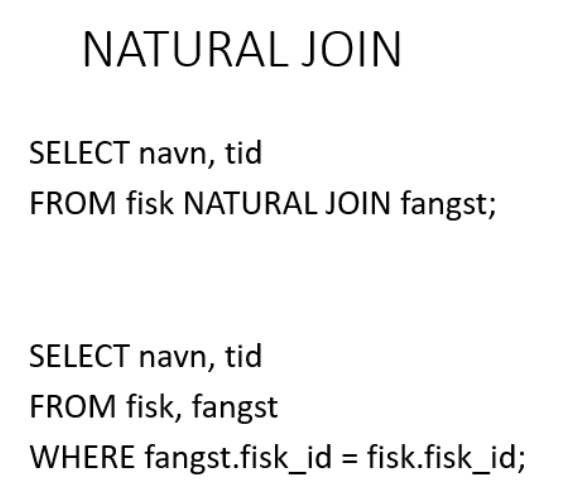 NATURAL JOIN
SELECT navn, tid
FROM fisk NATURAL JOIN fangst;
SELECT navn, tid
FROM fisk, fangst
WHERE fangst.fisk_id = fisk.fisk_id;